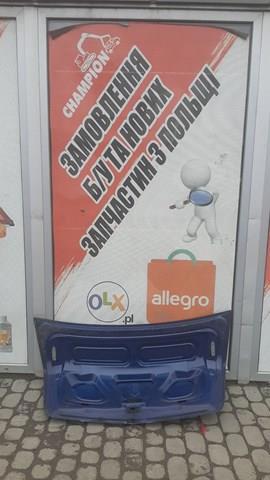 CHAMPION
ЗАМОВЛЕННЯ
Б/У ТА НОВИХ
ЗАПЧАСТИН З ПОЛЬЩІ
OLX
.pl
allegro